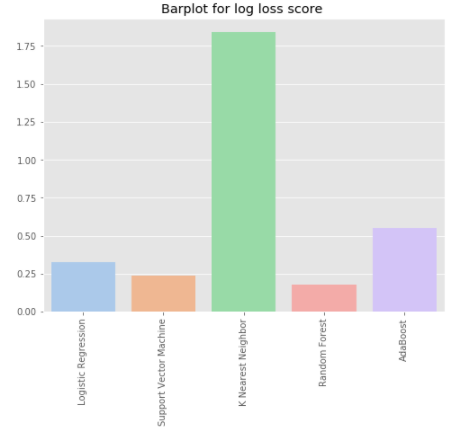 Barplot for log loss score
1.75
1.50
1.25
1.00
0.75
0.50
0.25
0.00
Logistic Regression
Support Vector Machine
K Nearest Neighbor
Random Forest
AdaBoost